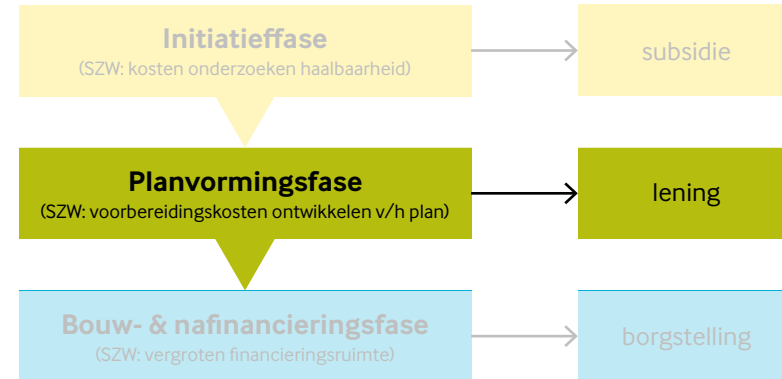 Initiatieffase
(SZW: kosten onderzoeken haalbaarheid)
subsidie
Planvormingsfase
(SZW: voorbereidingskosten ontwikkelen v/h plan)
lening
Bouw- & nafinancieringsfase
(SZW: vergroten financieringsruimte)
borgstelling